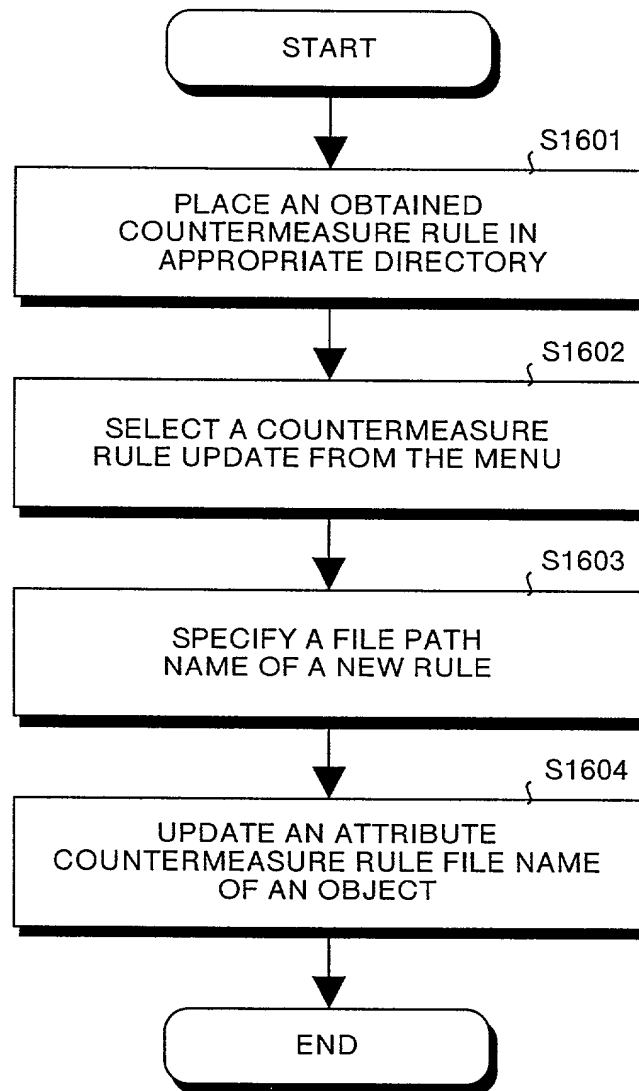 START
S1601
PLACE AN OBTAINED
COUNTERMEASURE RULE IN
APPROPRIATE DIRECTORY
S1602
SELECT A COUNTERMEASURE
RULE UPDATE FROM THE MENU
S1603
SPECIFY A FILE PATH
NAME OF A NEW RULE
S1604
UPDATE AN ATTRIBUTE
COUNTERMEASURE RULE FILE NAME
OF AN OBJECT
END